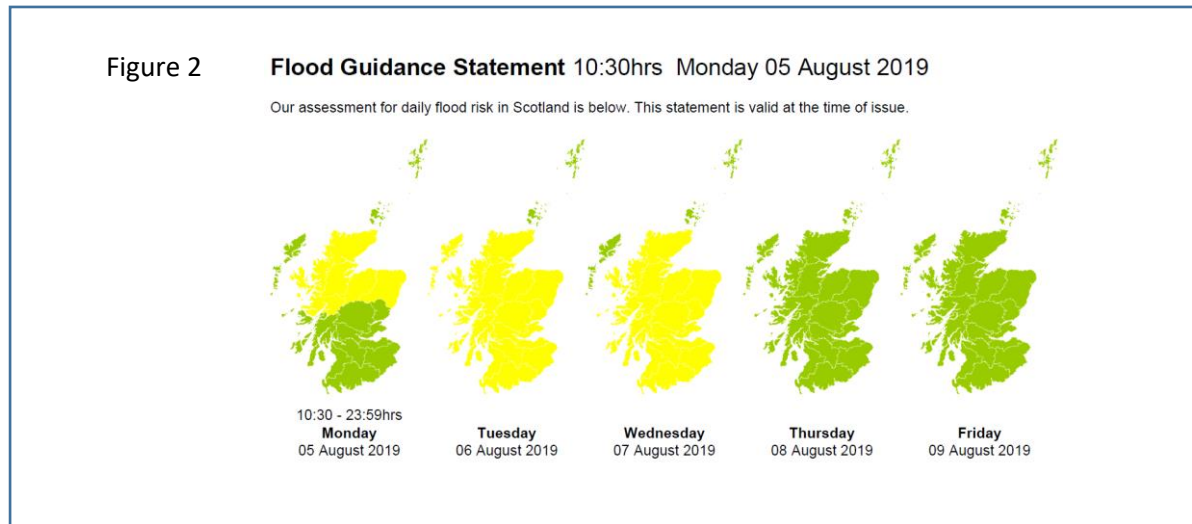 Figure 2
Flood Guidance Statement 10:30hrs Monday 05 August 2019
Our assessment for daily flood risk in Scotland is below. This statement is valid at the time of issue.
10:30 - 23:59hrs
Monday
05 August 2019
Tuesday
06 August 2019
Wednesday
07 August 2019
Thursday
08 August 2019
Friday
09 August 2019